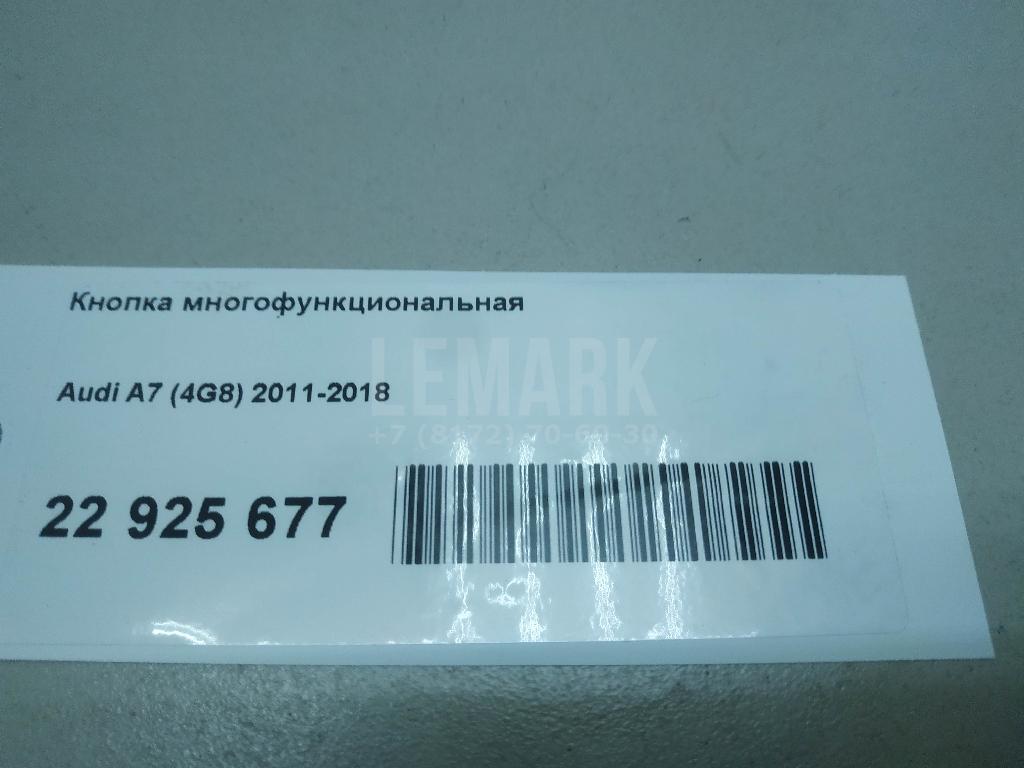 Кнопка многофункциональная
LEMARK
Audi A7 (4G8) 2011-2018
+7 (8172) 70-60-30
22 925 677